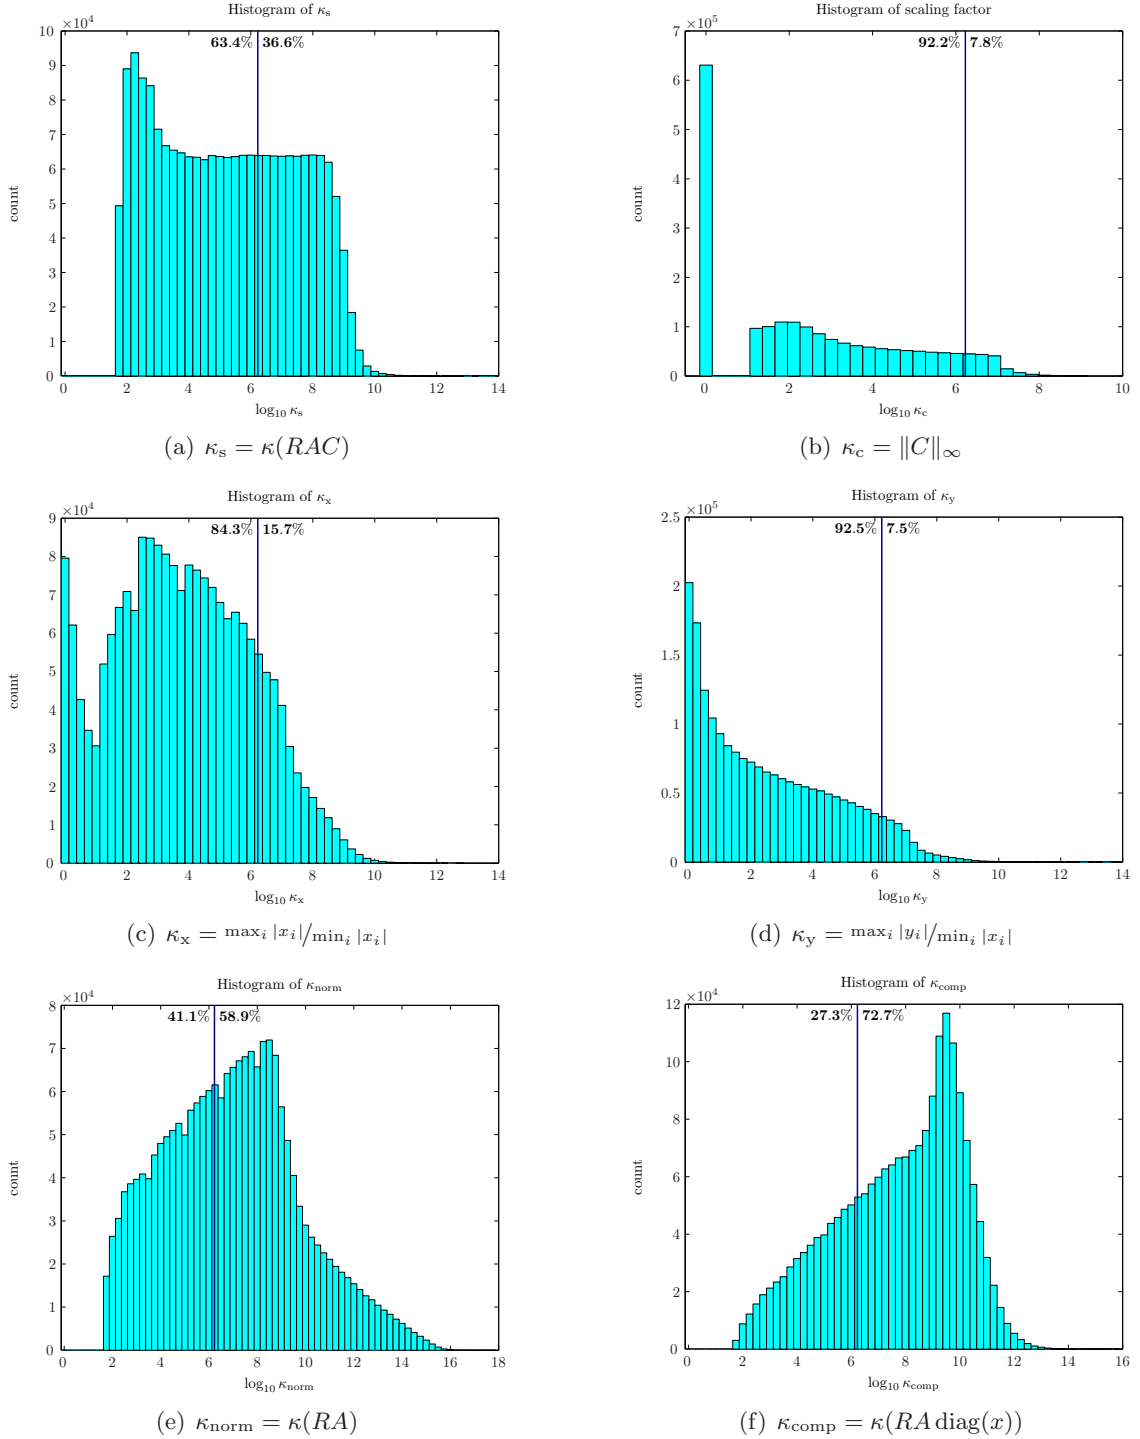 Histogram of κs
×10^4
63.4% 36.6%
10
9
8
7
6
5
4
3
2
1
0
count
0 2 4 6 8 10 12 14
log10 κs
(a) κs = κ(RAC)
Histogram of scaling factor
×10^5
92.2% 7.8%
7
6
5
4
3
2
1
0
count
0 2 4 6 8 10
log10 κc
(b) κc = ‖C‖∞
Histogram of κx
×10^4
84.3% 15.7%
9
8
7
6
5
4
3
2
1
0
count
0 2 4 6 8 10 12 14
log10 κx
(c) κx = maxi |xi|/mini |xi|
Histogram of κy
×10^5
92.5% 7.5%
2.5
2
1.5
1
0.5
0
count
0 2 4 6 8 10 12 14
log10 κy
(d) κy = maxi |yi|/mini |xi|
Histogram of κnorm
×10^4
41.1% 58.9%
8
7
6
5
4
3
2
1
0
count
0 2 4 6 8 10 12 14 16 18
log10 κnorm
(e) κnorm = κ(RA)
Histogram of κcomp
×10^4
27.3% 72.7%
12
10
8
6
4
2
0
count
0 2 4 6 8 10 12 14 16
log10 κcomp
(f) κcomp = κ(RA diag(x))